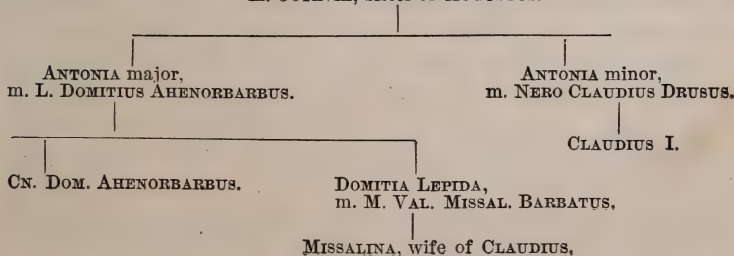 ANTONIA major,
m. L. DOMITIUS AHENORBARBUS.
ANTONIA minor,
m. NERO CLAUDIUS DRUSUS.
CLAUDIUS I.
CN. DOM. AHENORBARBUS.
DOMITIA LEPIDA,
m. M. VAL. MISSAL. BARBATUS,
MISSALINA, wife of CLAUDIUS,